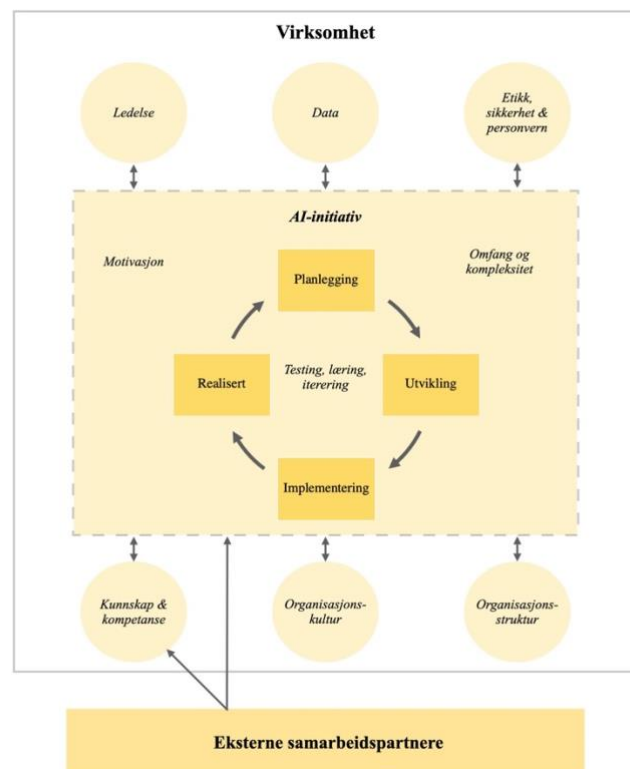 Virksomhet
Ledelse
Data
Etikk,
sikkerhet &
personvern
AI-initiativ
Motivasjon
Omfang og
kompleksitet
Planlegging
Realisert
Testing, læring,
iterering
Utvikling
Implementering
Kunnskap &
kompetanse
Organisasjons-
kultur
Organisasjons-
struktur
Eksterne samarbeidspartnere